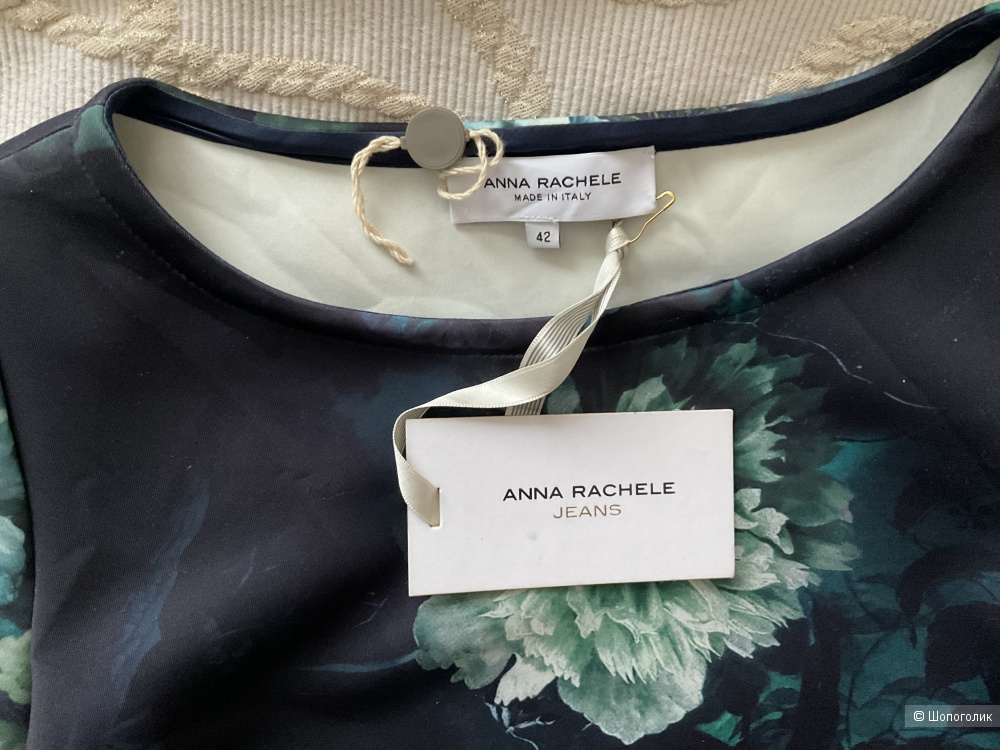 ANNA RACHELE
MADE IN ITALY
42
ANNA RACHELE
JEANS
© Шопоголик